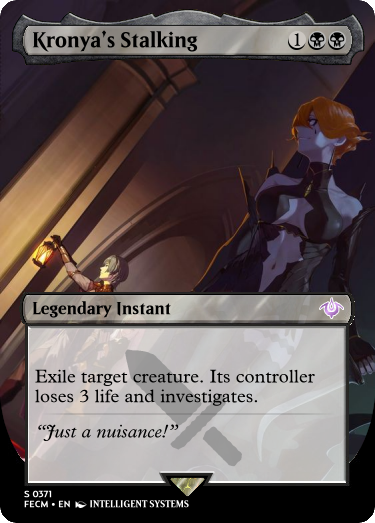 Kronya's Stalking 1
Legendary Instant
Exile target creature. Its controller
loses 3 life and investigates.
“Just a nuisance!”
S 0371
FECM • EN INTELLIGENT SYSTEMS